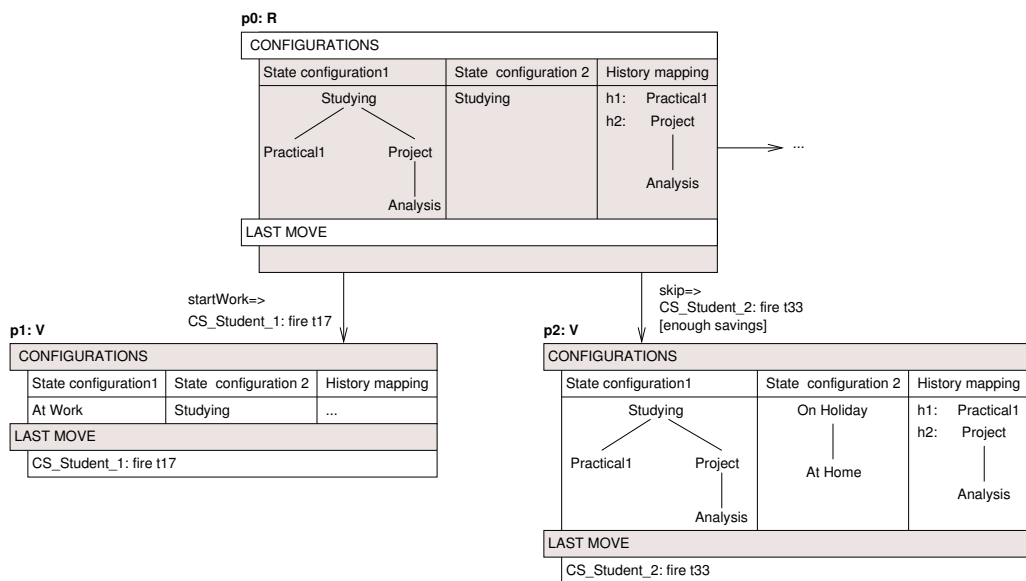 p0: R
CONFIGURATIONS
State configuration1 State configuration 2 History mapping
Studying Studying h1: Practical1
h2: Project
Practical1 Project
...
Analysis
Analysis
LAST MOVE
startWork=>
CS_Student_1: fire t17
skip=>
CS_Student_2: fire t33
[enough savings]
p1: V
CONFIGURATIONS
State configuration1 State configuration 2 History mapping
At Work Studying ...
LAST MOVE
CS_Student_1: fire t17
p2: V
CONFIGURATIONS
State configuration1 State configuration 2 History mapping
Studying On Holiday h1: Practical1
h2: Project
Practical1 Project At Home
Analysis
Analysis
LAST MOVE
CS_Student_2: fire t33